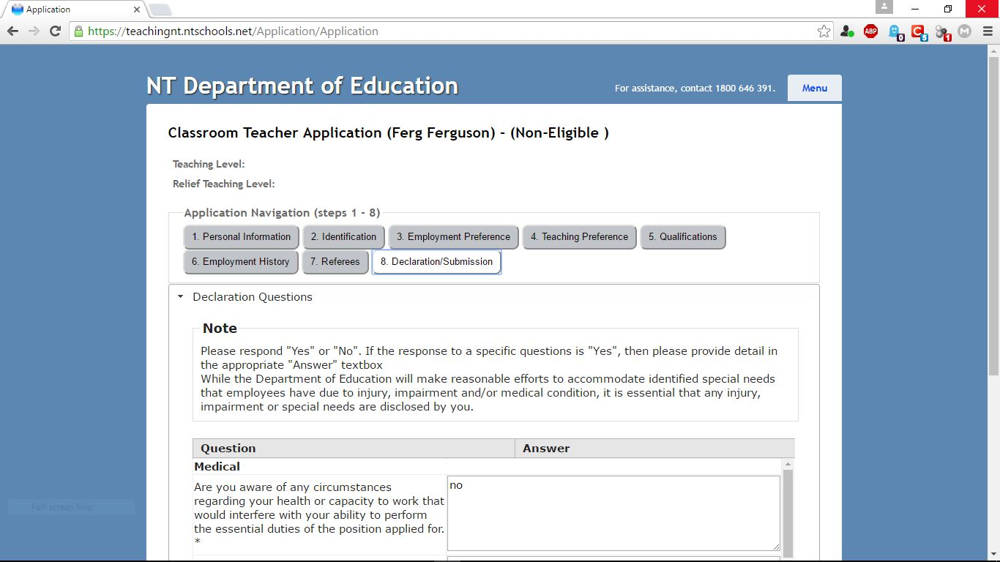 Application
https://teachingnt.ntschools.net/Application/Application
ABP
0
5
1
M
NT Department of Education
For assistance, contact 1800 646 391.
Menu
Classroom Teacher Application (Ferg Ferguson) - (Non-Eligible )
Teaching Level:
Relief Teaching Level:
Application Navigation (steps 1 - 8)
1. Personal Information
2. Identification
3. Employment Preference
4. Teaching Preference
5. Qualifications
6. Employment History
7. Referees
8. Declaration/Submission
Declaration Questions
Note
Please respond "Yes" or "No". If the response to a specific questions is "Yes", then please provide detail in
the appropriate "Answer" textbox
While the Department of Education will make reasonable efforts to accommodate identified special needs
that employees have due to injury, impairment and/or medical condition, it is essential that any injury,
impairment or special needs are disclosed by you.
Question
Answer
Medical
Are you aware of any circumstances
regarding your health or capacity to work that
would interfere with your ability to perform
the essential duties of the position applied for.
*
no
Full-screen Snip